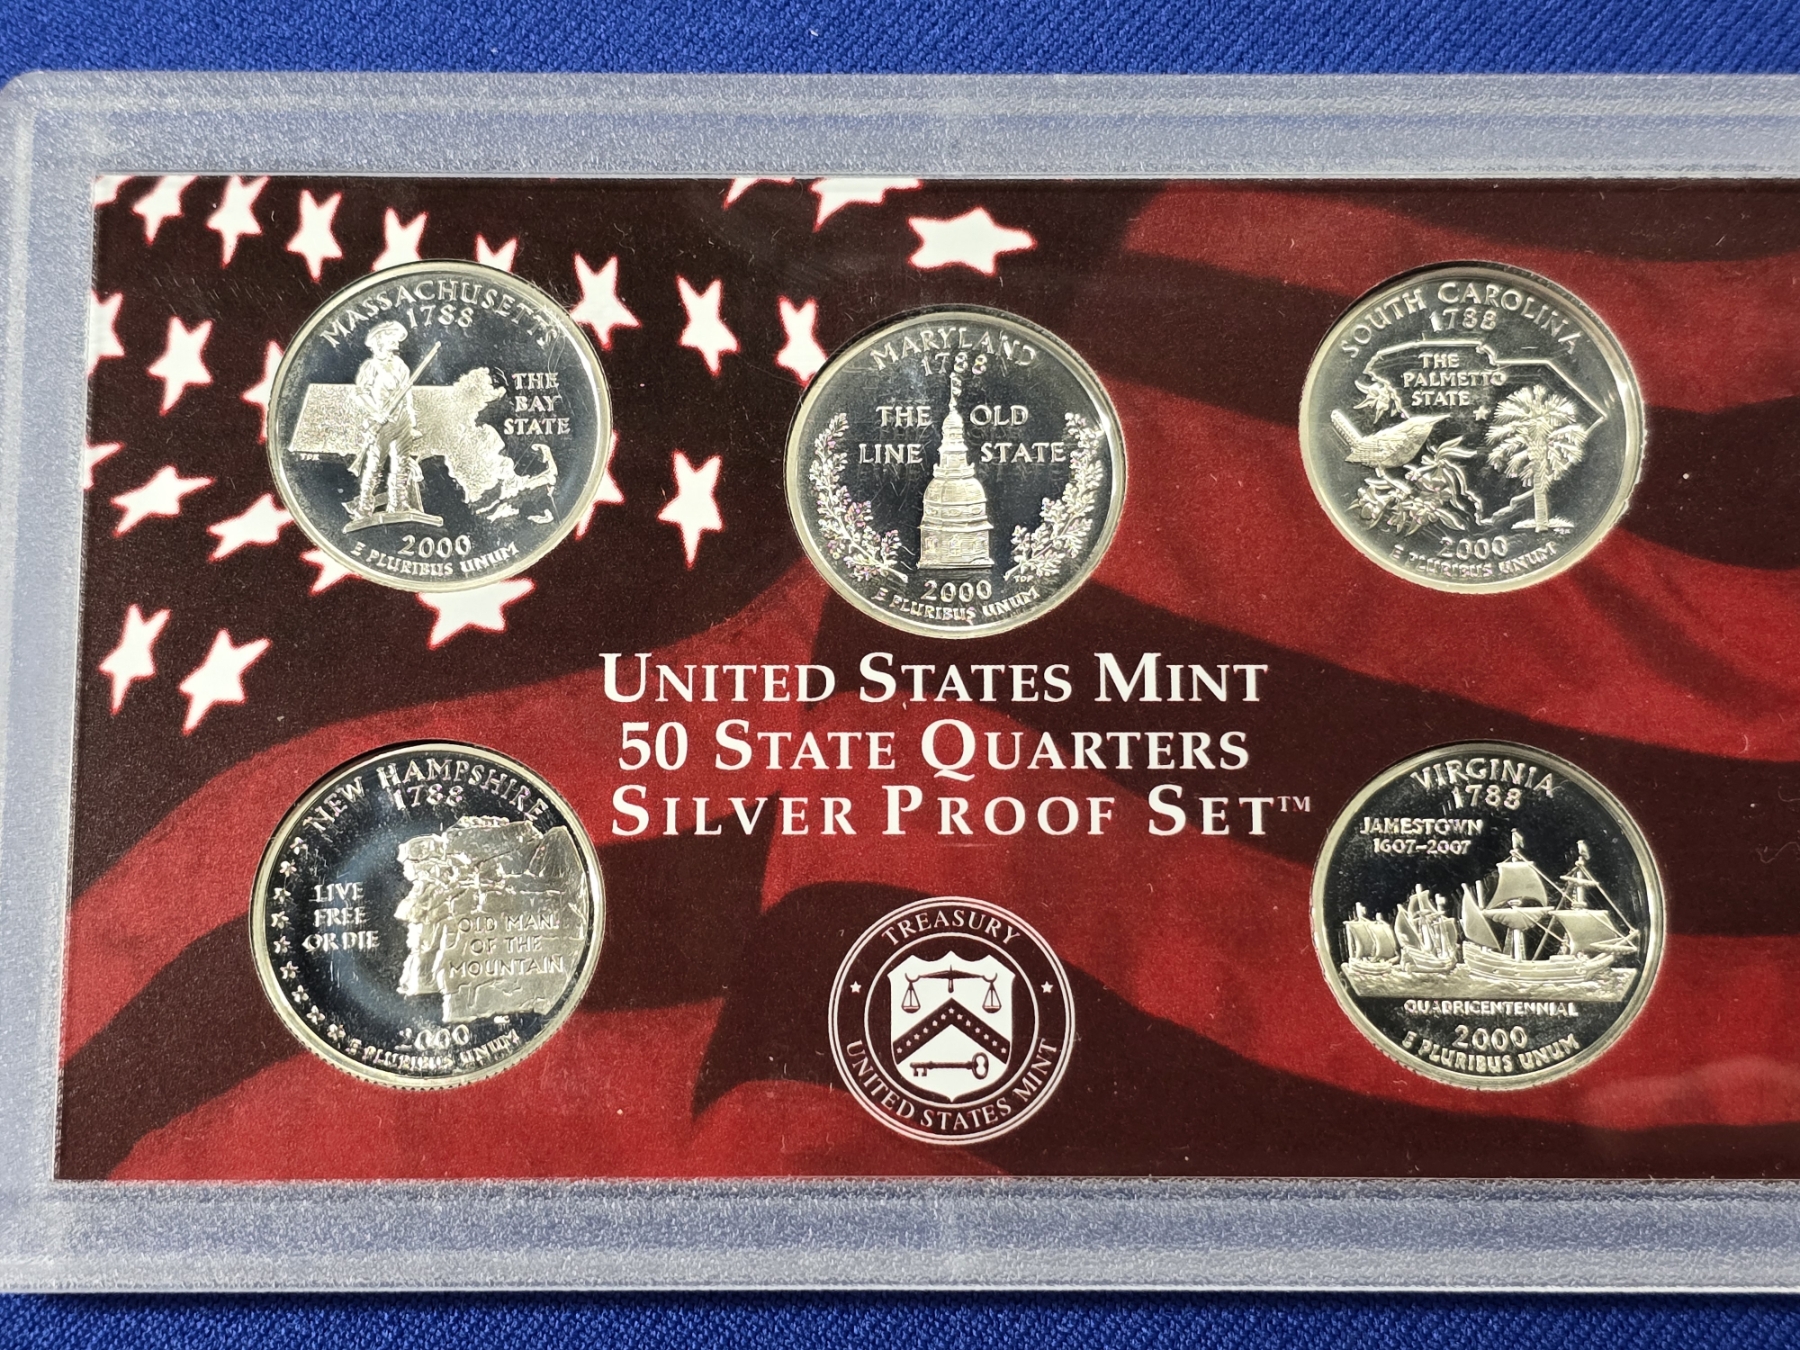 MASSACHUSETTS
1788
THE
BAY
STATE
2000
E PLURIBUS UNUM
MARYLAND
1788
THE OLD
LINE STATE
2000
E PLURIBUS UNUM
SOUTH CAROLINA
1788
THE
PALMETTO
STATE
2000
E PLURIBUS UNUM
UNITED STATES MINT
50 STATE QUARTERS
SILVER PROOF SET™
NEW HAMPSHIRE
1788
LIVE
FREE
OR DIE
OLD MAN
OF THE
MOUNTAIN
2000
E PLURIBUS UNUM
TREASURY
UNITED STATES MINT
VIRGINIA
1788
JAMESTOWN
1607-2007
QUADRICENTENNIAL
2000
E PLURIBUS UNUM